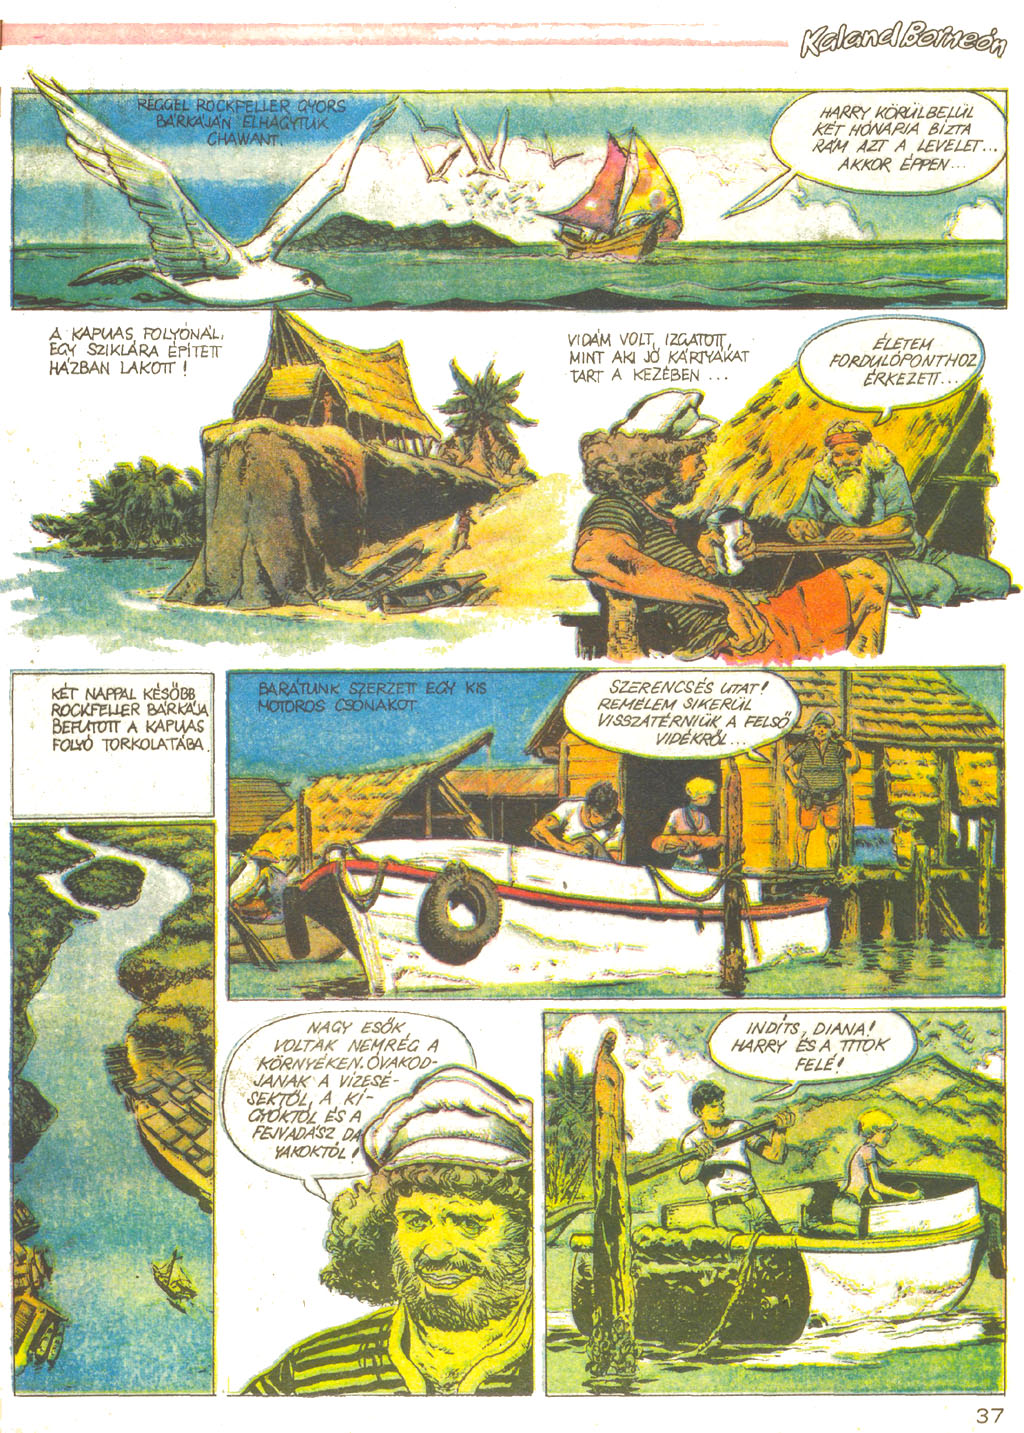 Kaland Borneón
REGGEL ROCKFELLER GYORS
BÁRKÁJÁN ELHAGYTUK
CHAWANT.
HARRY KÖRÜLBELÜL
KÉT HÓNAPJA BÍZTA
RÁM AZT A LEVELET...
AKKOR ÉPPEN...
A KAPUAS FOLYÓNÁL,
EGY SZIKLÁRA ÉPÍTETT
HÁZBAN LAKOTT!
VIDÁM VOLT, IZGATOTT,
MINT AKI JÓ KÁRTYÁKAT
TART A KEZÉBEN...
ÉLETEM
FORDULÓPONTHOZ
ÉRKEZETT...
KÉT NAPPAL KÉSŐBB
ROCKFELLER BÁRKÁJA
BEFUTOTT A KAPUAS
FOLYÓ TORKOLATÁBA.
BARÁTUNK SZERZETT EGY KIS
MOTOROS CSÓNAKOT.
SZERENCSÉS UTAT!
REMÉLEM SIKERÜL
VISSZATÉRNIÜK A FELSŐ
VIDÉKRŐL...
NAGY ESŐK
VOLTAK NEMRÉG A
KÖRNYÉKEN. ÓVAKOD-
JANAK A VÍZESÉ-
SEKTŐL, A KÍ-
GYÓKTÓL ÉS A
FEJVADÁSZ DA
YAKOKTÓL!
INDÍTS, DIANA!
HARRY ÉS A TITOK
FELÉ!
37